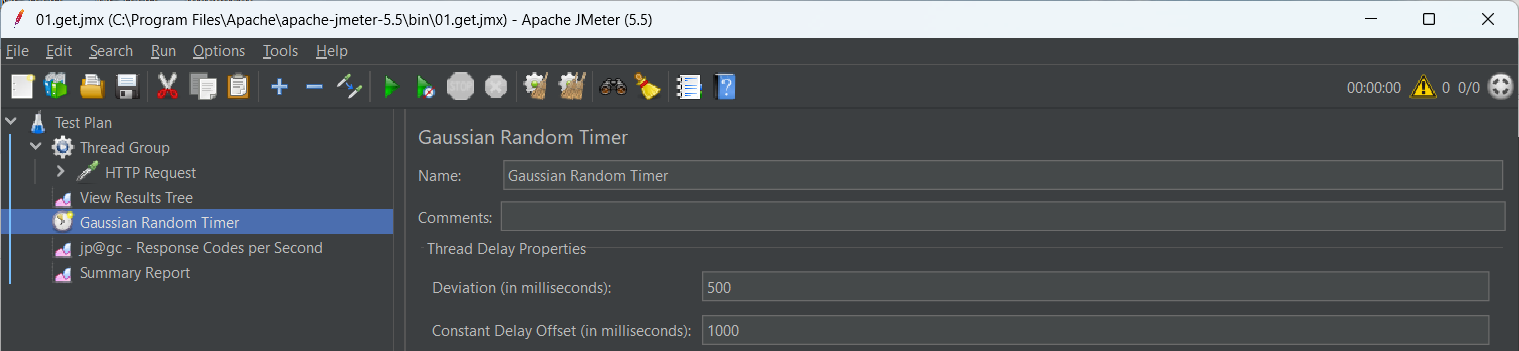 01.get.jmx (C:\Program Files\Apache\apache-jmeter-5.5\bin\01.get.jmx) - Apache JMeter (5.5)
File Edit Search Run Options Tools Help
STOP 00:00:00 0 0/0
Test Plan
Thread Group
HTTP Request
View Results Tree
Gaussian Random Timer
jp@gc - Response Codes per Second
Summary Report
Gaussian Random Timer
Name: Gaussian Random Timer
Comments:
Thread Delay Properties
Deviation (in milliseconds): 500
Constant Delay Offset (in milliseconds): 1000